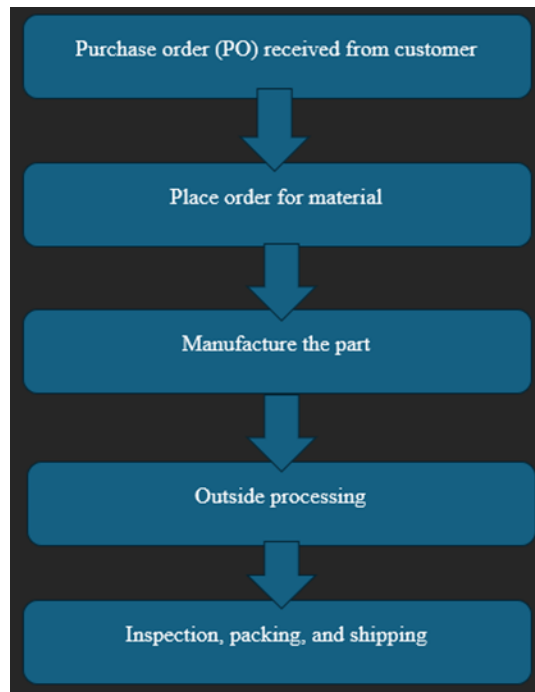 Purchase order (PO) received from customer
Place order for material
Manufacture the part
Outside processing
Inspection, packing, and shipping